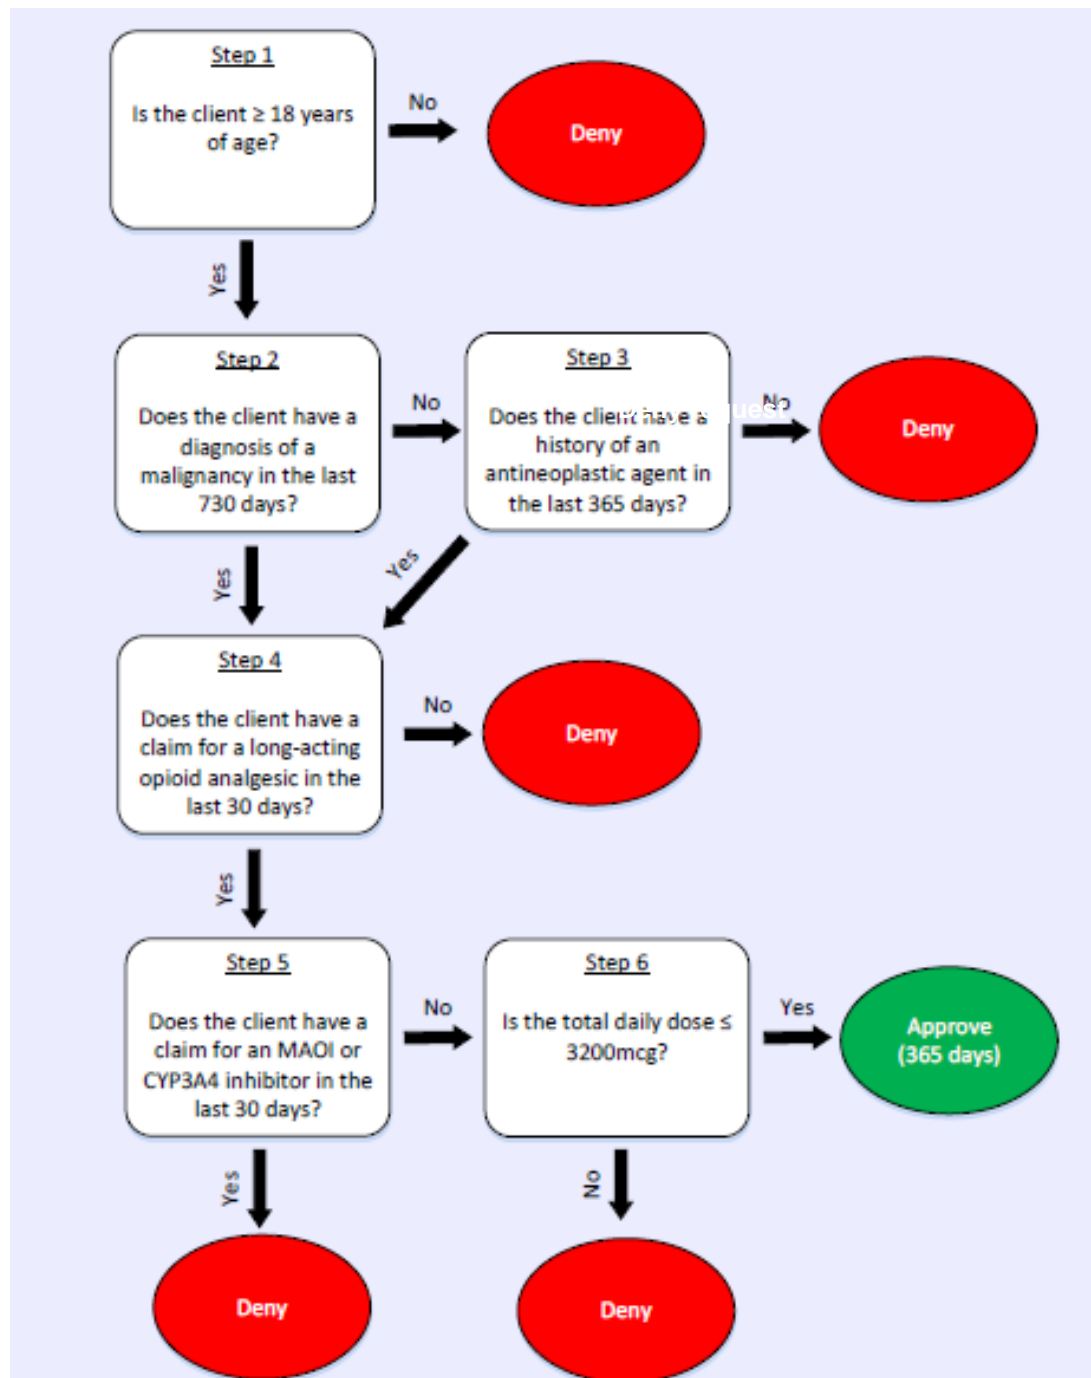 Step 1
Is the client ≥ 18 years
of age?
No
Deny
Yes
Step 2
Does the client have a
diagnosis of a
malignancy in the last
730 days?
No
Step 3
Does the client have a
history of an
antineoplastic agent in
the last 365 days?
No
Deny
Yes
Yes
Step 4
Does the client have a
claim for a long-acting
opioid analgesic in the
last 30 days?
No
Deny
Yes
Step 5
Does the client have a
claim for an MAOI or
CYP3A4 inhibitor in the
last 30 days?
No
Step 6
Is the total daily dose ≤
3200mcg?
Yes
Approve
(365 days)
Yes
No
Deny
Deny